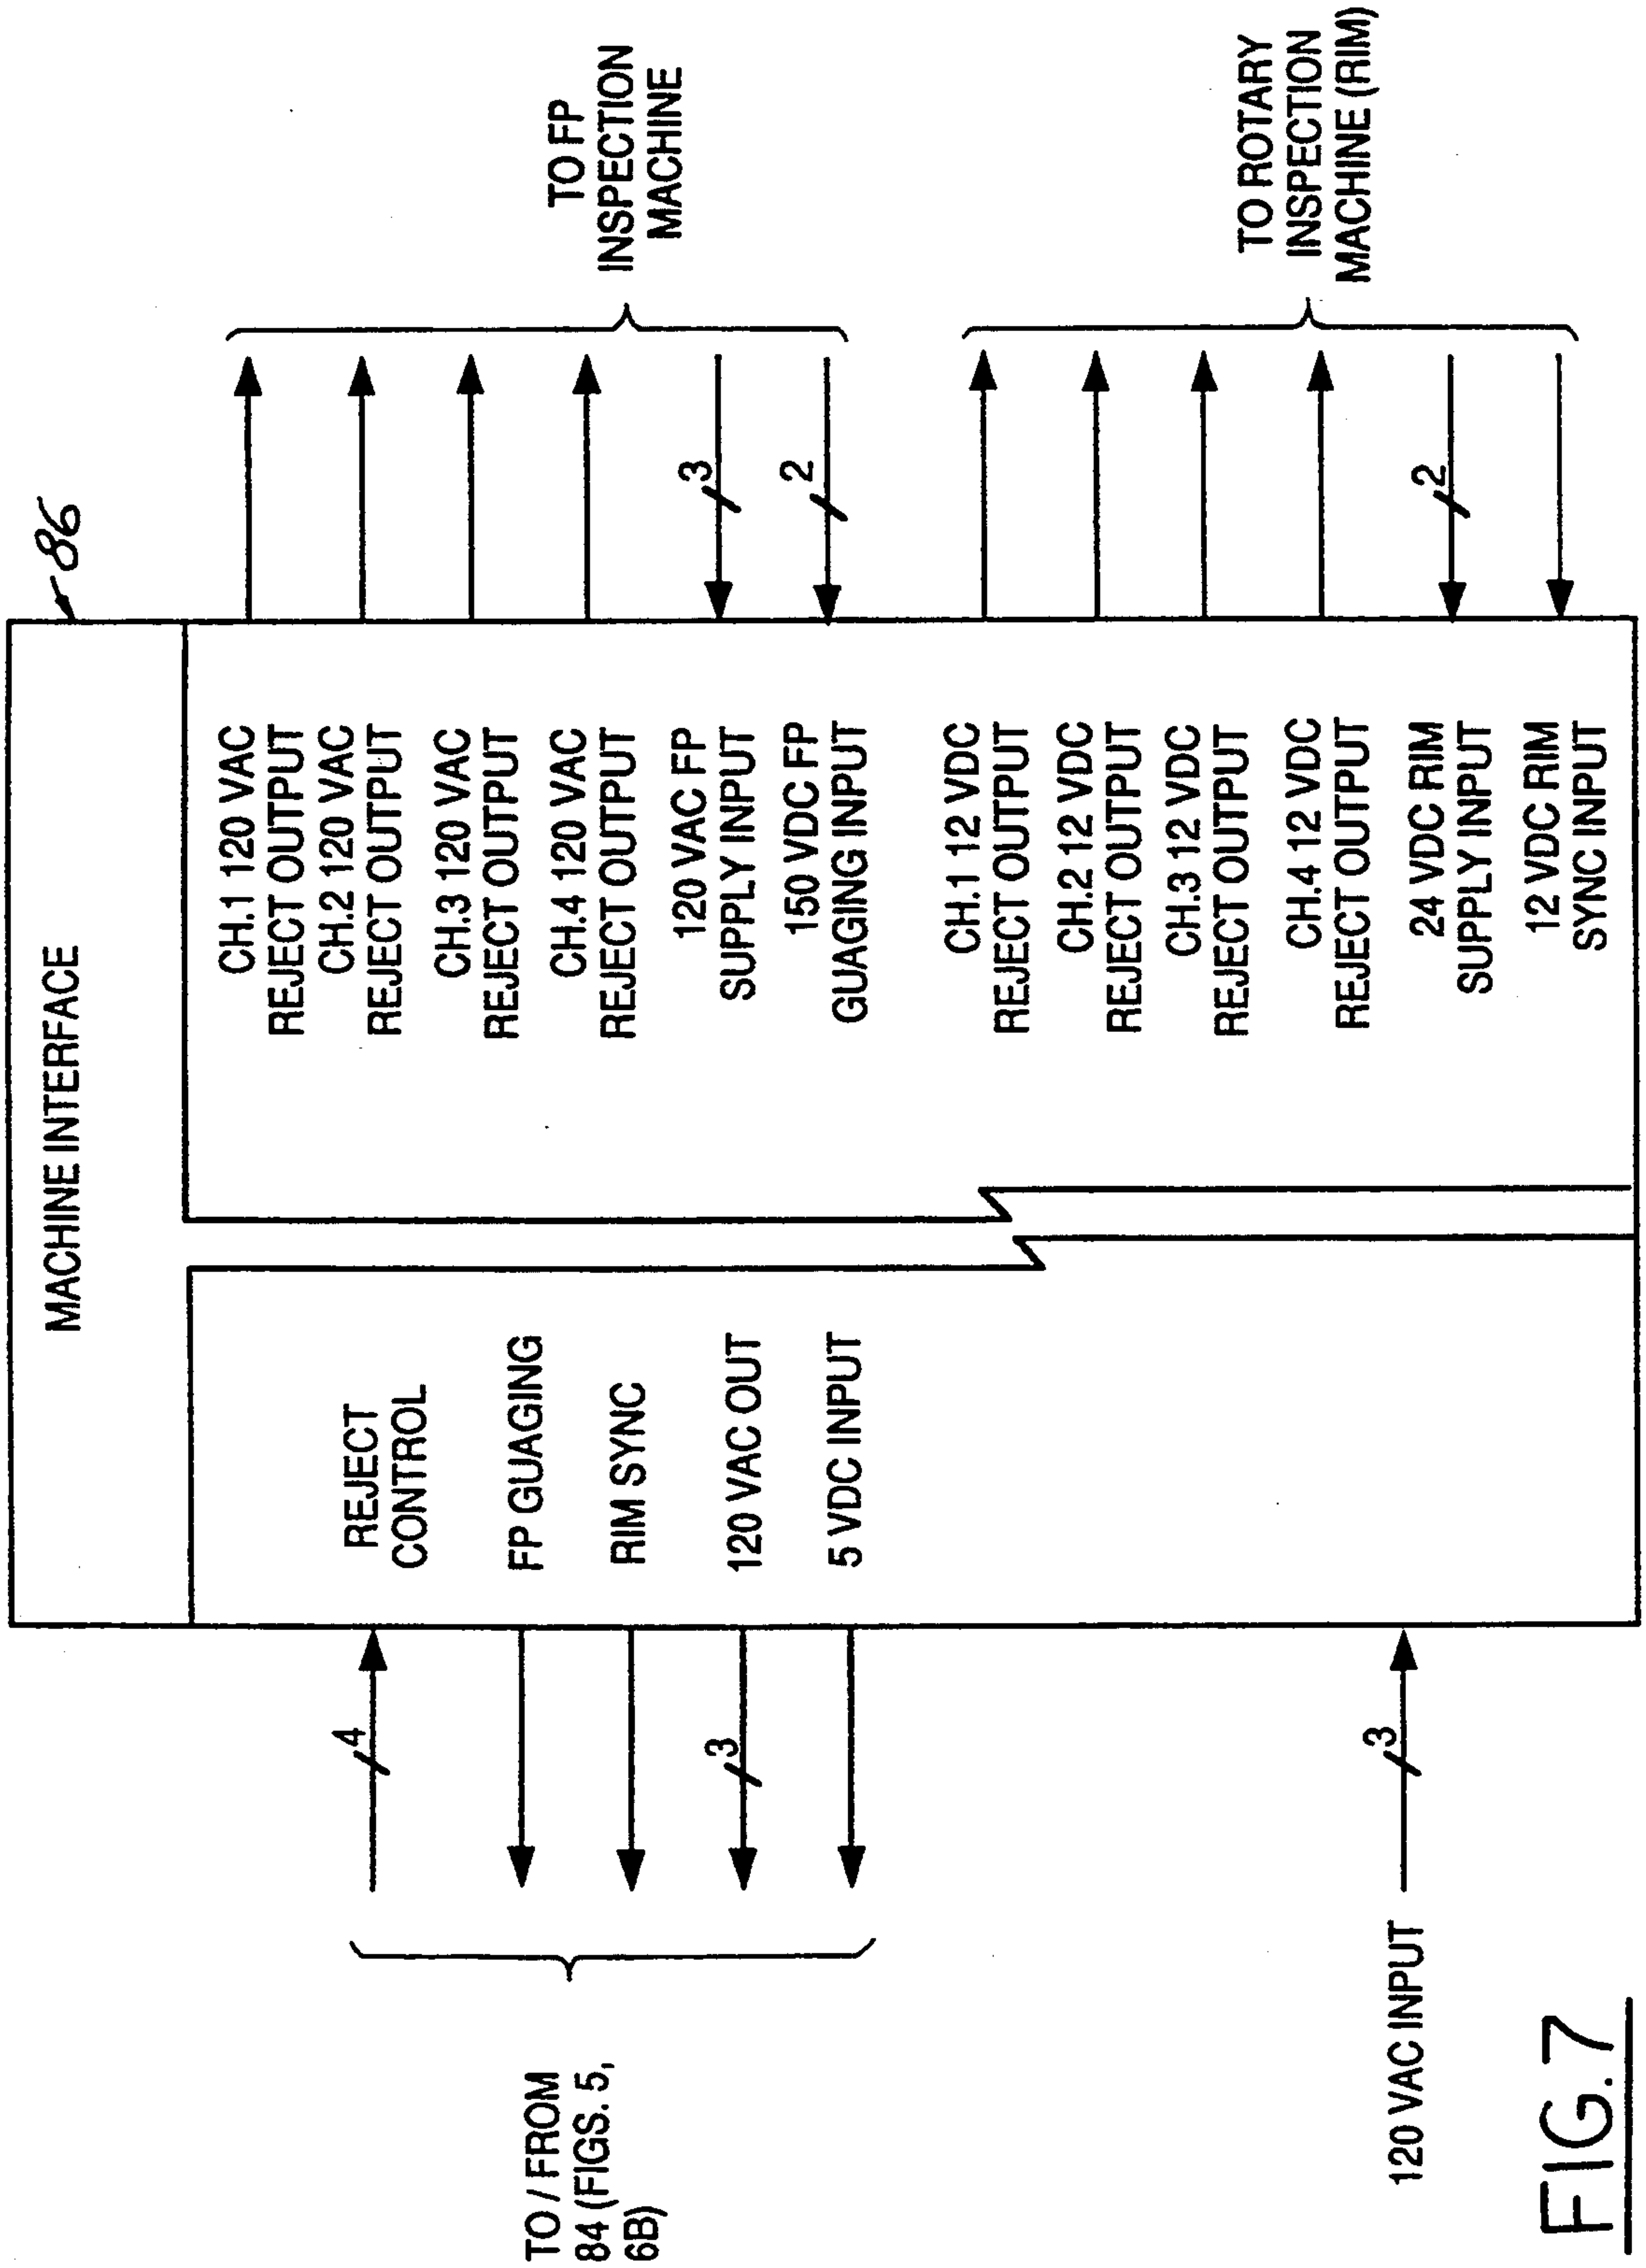 MACHINE INTERFACE
86
TO / FROM
84 (FIGS. 5,
6B)
4
REJECT
CONTROL
FP GUAGING
RIM SYNC
3
120 VAC OUT
5 VDC INPUT
120 VAC INPUT
3
CH.1 120 VAC
REJECT OUTPUT
CH.2 120 VAC
REJECT OUTPUT
CH.3 120 VAC
REJECT OUTPUT
CH.4 120 VAC
REJECT OUTPUT
120 VAC FP
SUPPLY INPUT
3
150 VDC FP
GUAGING INPUT
2
TO FP
INSPECTION
MACHINE
CH.1 12 VDC
REJECT OUTPUT
CH.2 12 VDC
REJECT OUTPUT
CH.3 12 VDC
REJECT OUTPUT
CH.4 12 VDC
REJECT OUTPUT
24 VDC RIM
SUPPLY INPUT
2
12 VDC RIM
SYNC INPUT
TO ROTARY
INSPECTION
MACHINE (RIM)
FIG.7